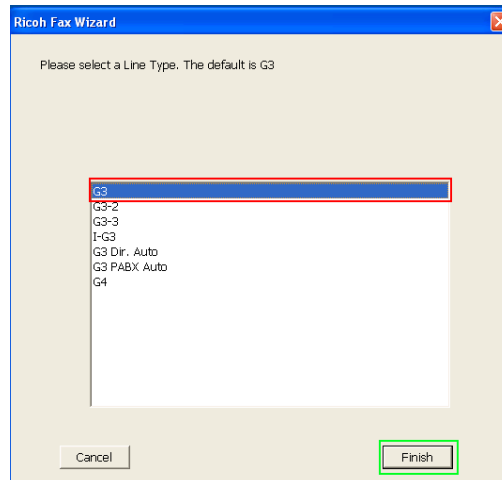 Ricoh Fax Wizard
Please select a Line Type. The default is G3
G3
G3-2
G3-3
I-G3
G3 Dir. Auto
G3 PABX Auto
G4
Cancel
Finish